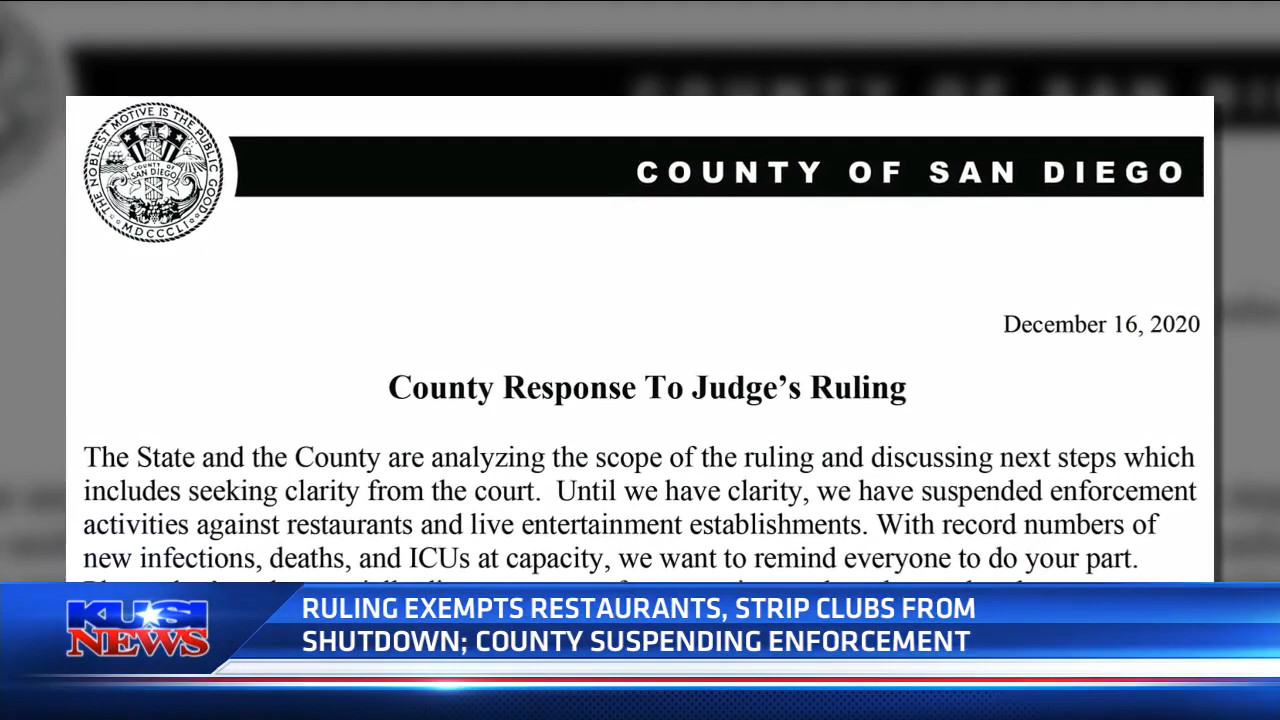 COUNTY OF SAN DIEGO
THE NOBLEST MOTIVE IS THE PUBLIC GOOD
COUNTY OF
SAN DIEGO
MDCCCLI
COUNTY OF SAN DIEGO
December 16, 2020
County Response To Judge's Ruling
The State and the County are analyzing the scope of the ruling and discussing next steps which
includes seeking clarity from the court.  Until we have clarity, we have suspended enforcement
activities against restaurants and live entertainment establishments. With record numbers of
new infections, deaths, and ICUs at capacity, we want to remind everyone to do your part.
KUSI
NEWS
RULING EXEMPTS RESTAURANTS, STRIP CLUBS FROM
SHUTDOWN; COUNTY SUSPENDING ENFORCEMENT